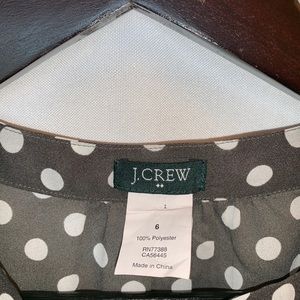 J.CREW
6
100% Polyester
RN77388
CA56445
Made in China